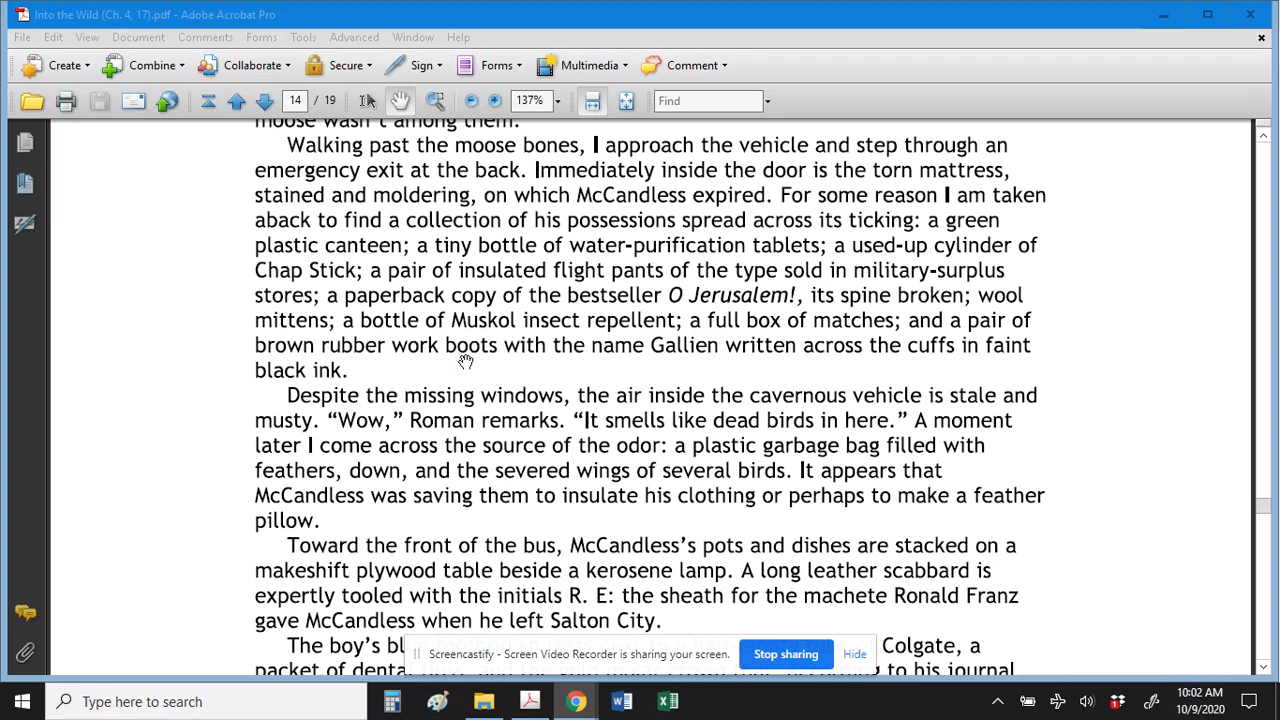 Into the Wild (Ch. 4, 17).pdf - Adobe Acrobat Pro
File Edit View Document Comments Forms Tools Advanced Window Help
Create Combine Collaborate Secure Sign Forms Multimedia Comment
14 / 19 137% Find
moose wasn't among them.
Walking past the moose bones, I approach the vehicle and step through an
emergency exit at the back. Immediately inside the door is the torn mattress,
stained and moldering, on which McCandless expired. For some reason I am taken
aback to find a collection of his possessions spread across its ticking: a green
plastic canteen; a tiny bottle of water-purification tablets; a used-up cylinder of
Chap Stick; a pair of insulated flight pants of the type sold in military-surplus
stores; a paperback copy of the bestseller O Jerusalem!, its spine broken; wool
mittens; a bottle of Muskol insect repellent; a full box of matches; and a pair of
brown rubber work boots with the name Gallien written across the cuffs in faint
black ink.
Despite the missing windows, the air inside the cavernous vehicle is stale and
musty. “Wow,” Roman remarks. “It smells like dead birds in here.” A moment
later I come across the source of the odor: a plastic garbage bag filled with
feathers, down, and the severed wings of several birds. It appears that
McCandless was saving them to insulate his clothing or perhaps to make a feather
pillow.
Toward the front of the bus, McCandless’s pots and dishes are stacked on a
makeshift plywood table beside a kerosene lamp. A long leather scabbard is
expertly tooled with the initials R. E: the sheath for the machete Ronald Franz
gave McCandless when he left Salton City.
The boy’s Colgate, a
packet of to his journal
Screencastify - Screen Video Recorder is sharing your screen. Stop sharing Hide
Type here to search
10:02 AM
10/9/2020